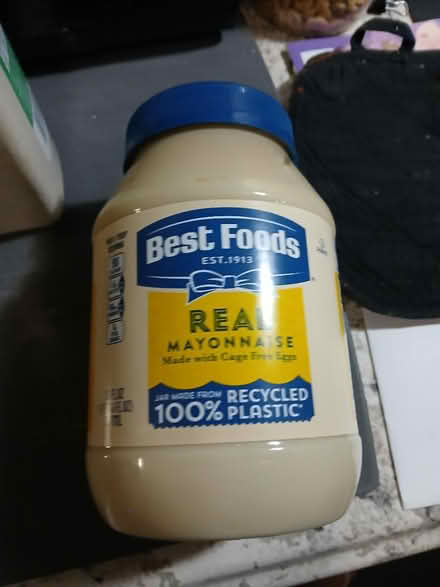 Best Foods
EST.1913
REAL
MAYONNAISE
Made with Cage Free Eggs
JAR MADE FROM
100% RECYCLED
PLASTIC*